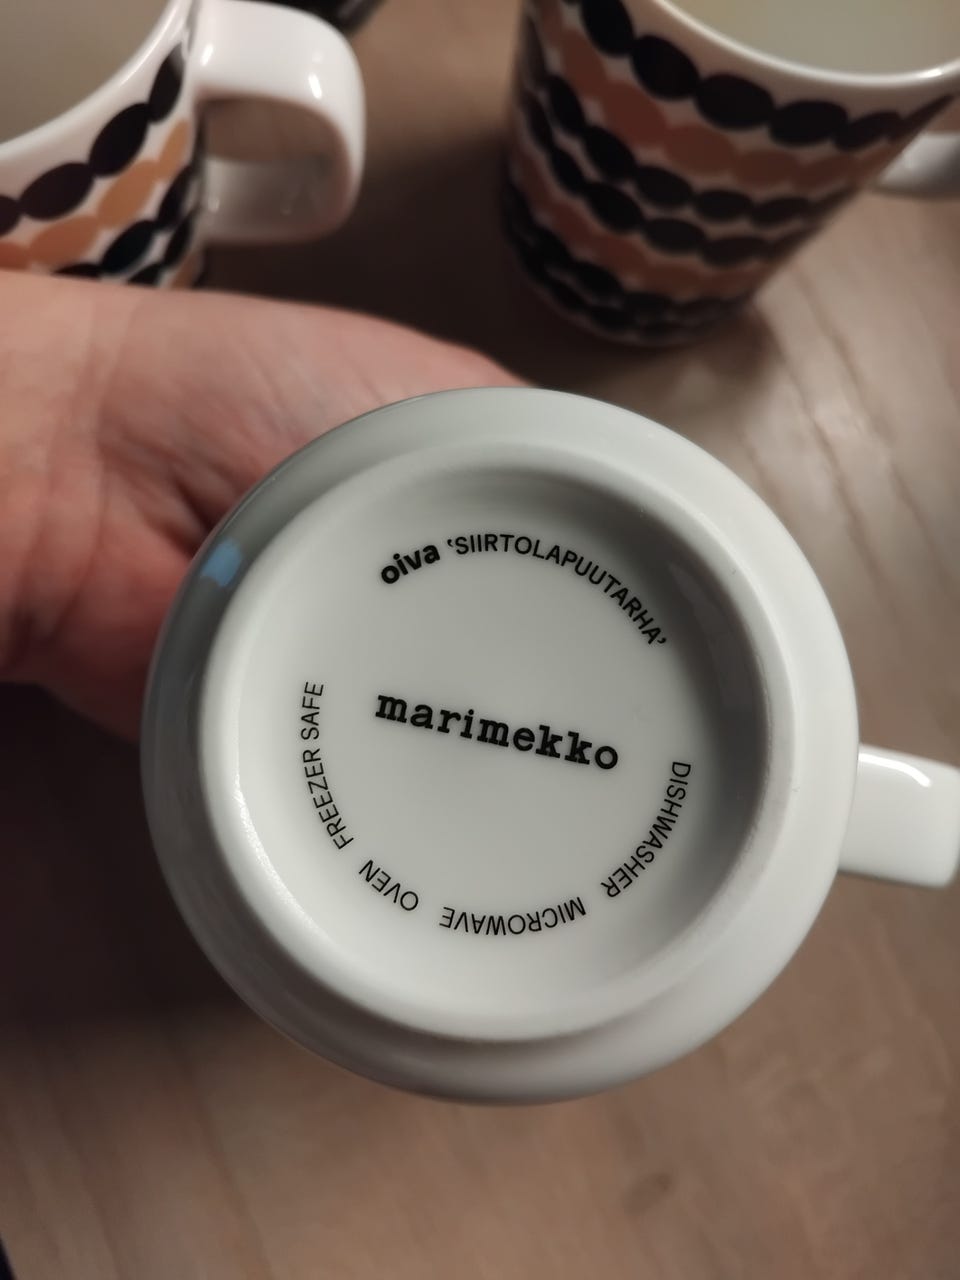 oiva ‘SIIRTOLAPUUTARHA’
marimekko
DISHWASHER MICROWAVE OVEN FREEZER SAFE